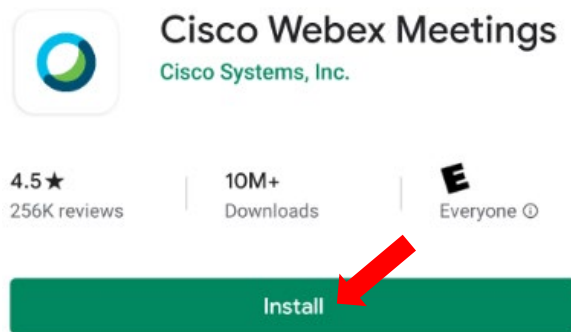 Cisco Webex Meetings
Cisco Systems, Inc.
4.5★ 10M+ E
256K reviews Downloads Everyone ⓘ
Install